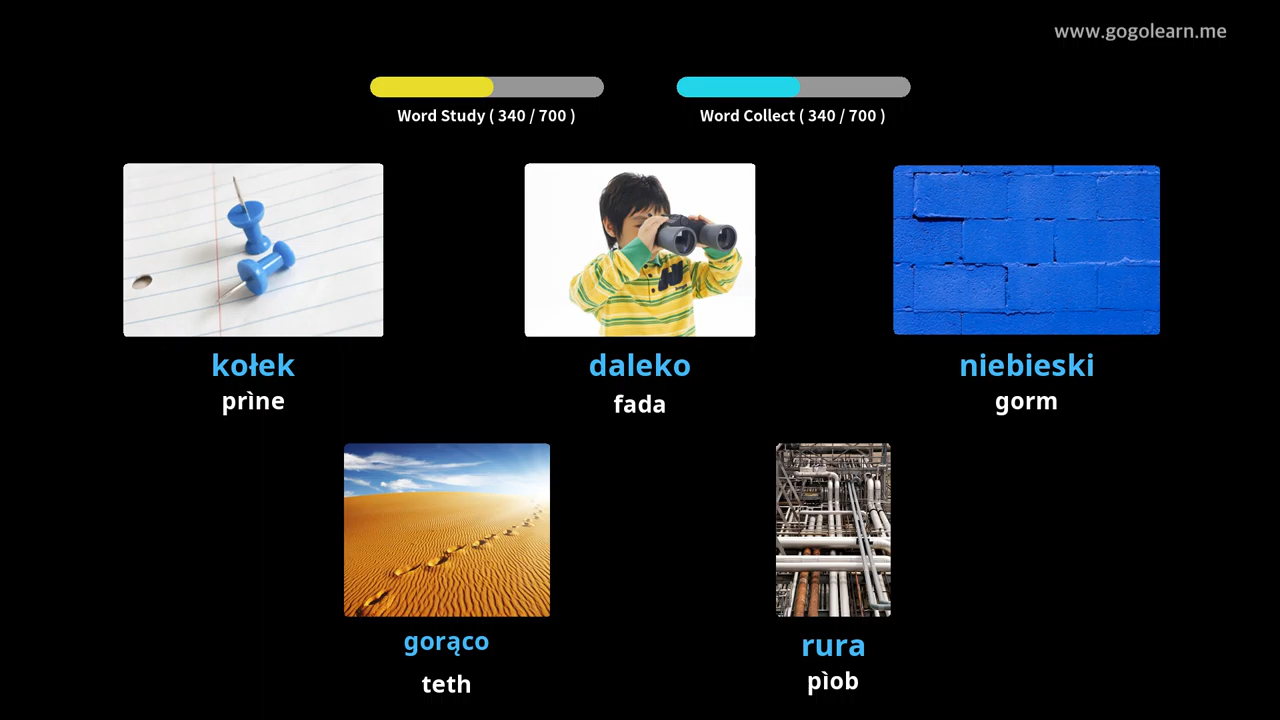 www.gogolearn.me
Word Study ( 340 / 700 )
Word Collect ( 340 / 700 )
kołek
prìne
daleko
fada
niebieski
gorm
gorąco
teth
rura
pìob